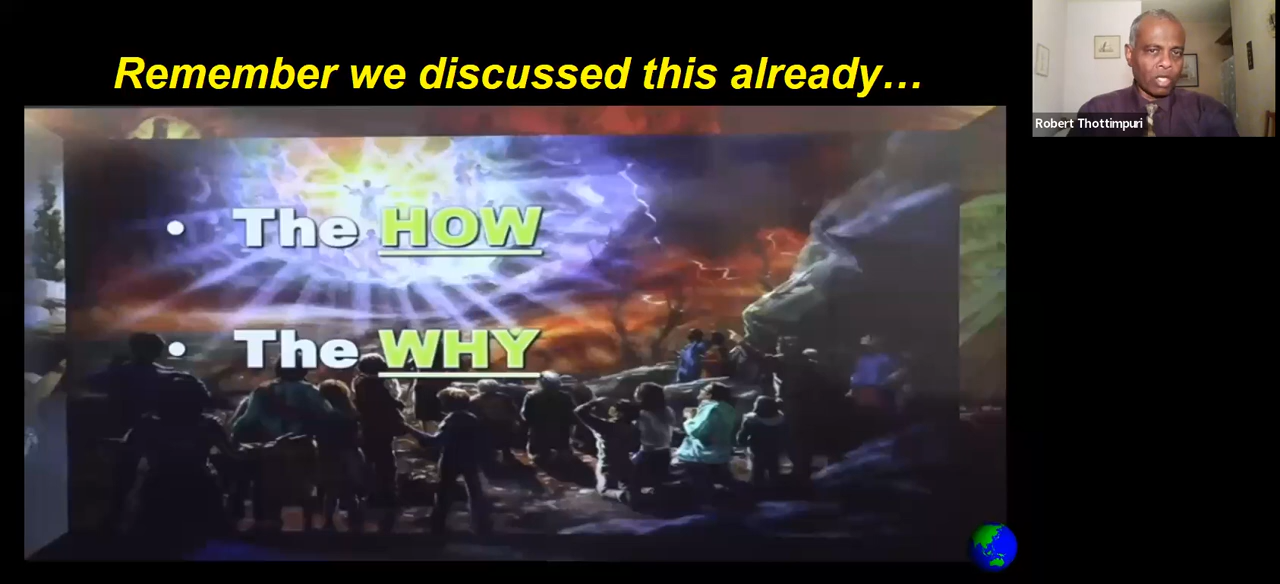 Remember we discussed this already…
• The HOW
• The WHY
Robert Thottimpuri